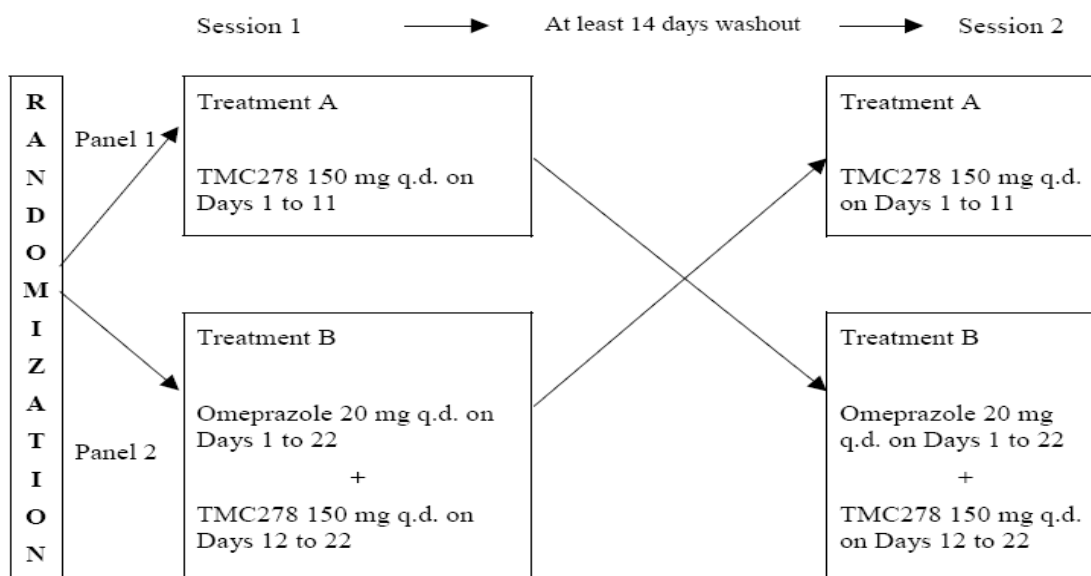 Session 1
At least 14 days washout
Session 2
RANDOMIZATION
Panel 1
Treatment A
TMC278 150 mg q.d. on
Days 1 to 11
Treatment A
TMC278 150 mg q.d.
on Days 1 to 11
Panel 2
Treatment B
Omeprazole 20 mg q.d. on
Days 1 to 22
+
TMC278 150 mg q.d. on
Days 12 to 22
Treatment B
Omeprazole 20 mg
q.d. on Days 1 to 22
+
TMC278 150 mg q.d.
on Days 12 to 22